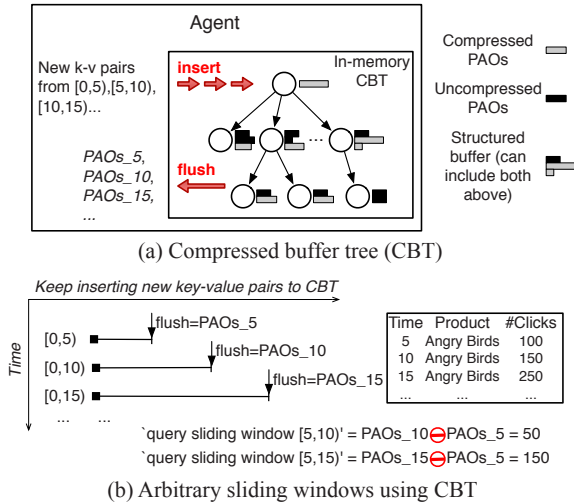 Agent
New k-v pairs
from [0,5),[5,10),
[10,15)...
PAOs_5,
PAOs_10,
PAOs_15,
...
insert
flush
In-memory
CBT
...
Compressed
PAOs
Uncompressed
PAOs
Structured
buffer (can
include both
above)
(a) Compressed buffer tree (CBT)
Keep inserting new key-value pairs to CBT
Time
[0,5)
flush=PAOs_5
[0,10)
flush=PAOs_10
[0,15)
flush=PAOs_15
... ...
Time Product #Clicks
5 Angry Birds 100
10 Angry Birds 150
15 Angry Birds 250
... ... ...
`query sliding window [5,10)' = PAOs_10⊖PAOs_5 = 50
`query sliding window [5,15)' = PAOs_15⊖PAOs_5 = 150
(b) Arbitrary sliding windows using CBT